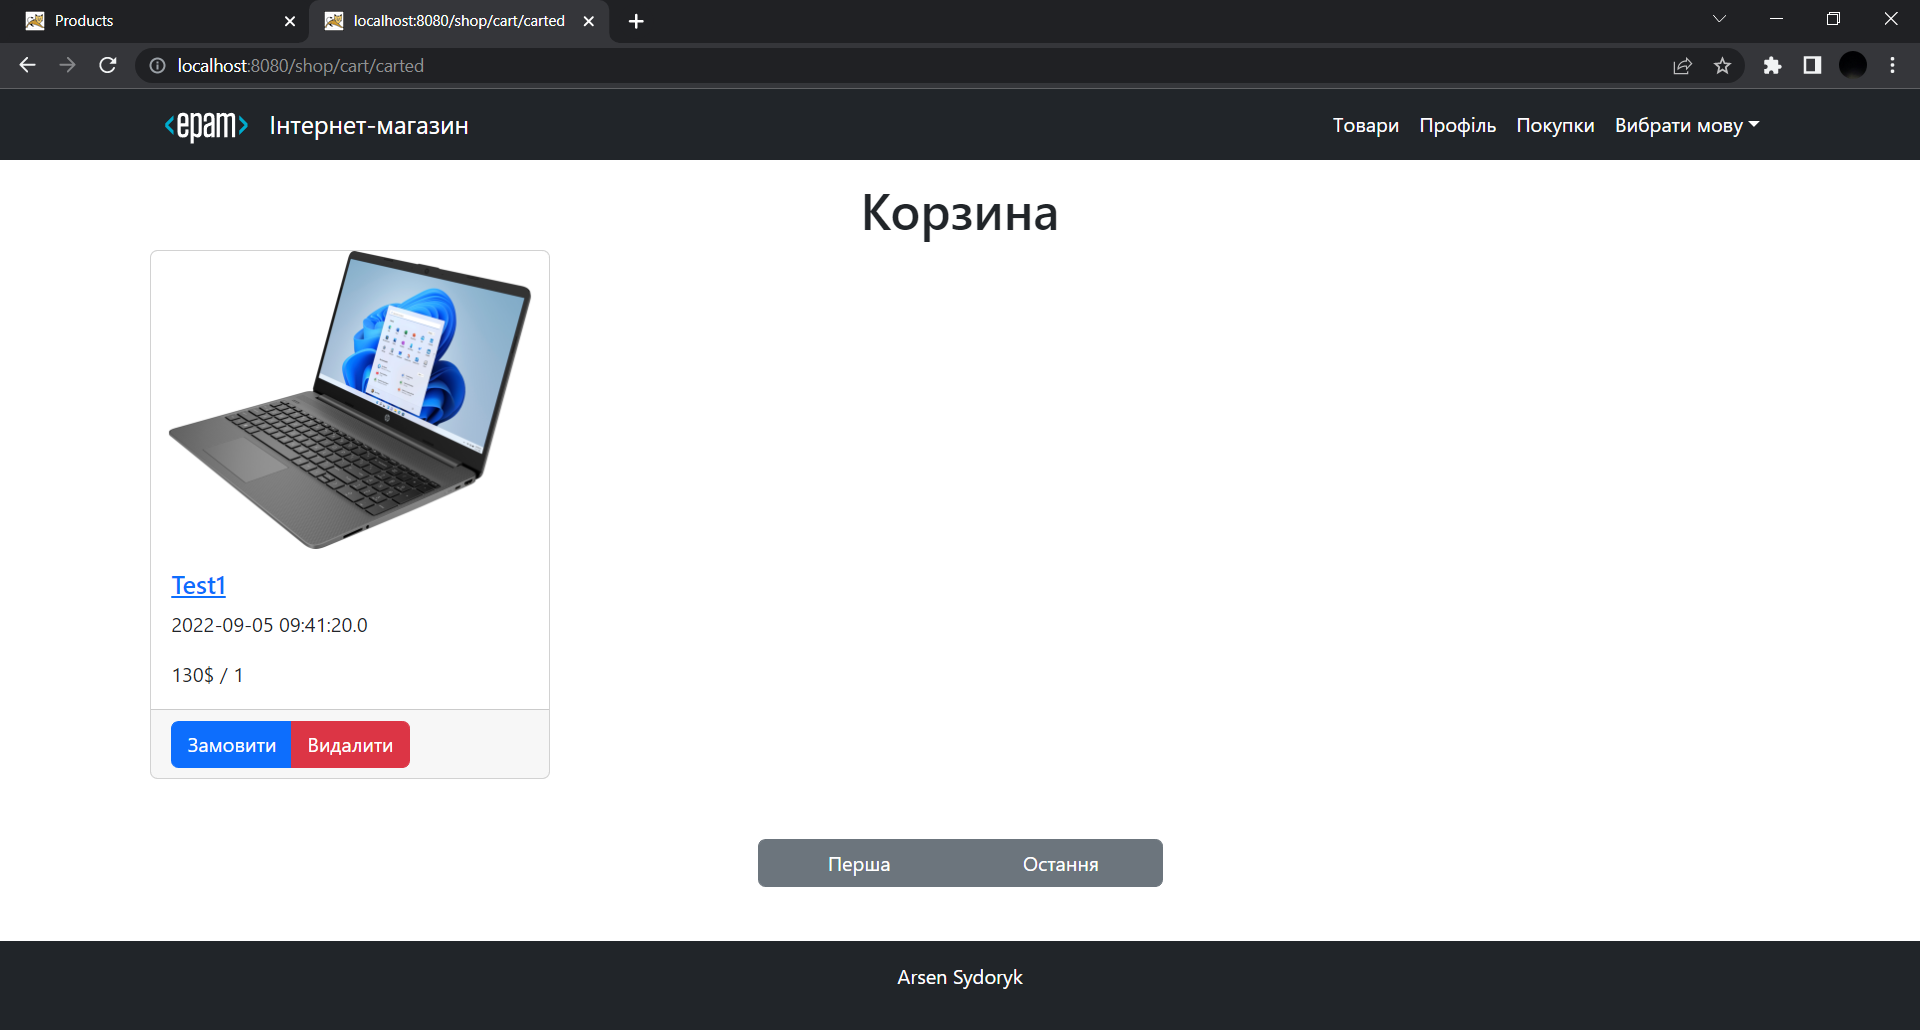 Products
localhost:8080/shop/cart/carted
localhost:8080/shop/cart/carted
<epam> Інтернет-магазин
Товари Профіль Покупки Вибрати мову
Корзина
Test1
2022-09-05 09:41:20.0
130$ / 1
Замовити Видалити
Перша Остання
Arsen Sydoryk